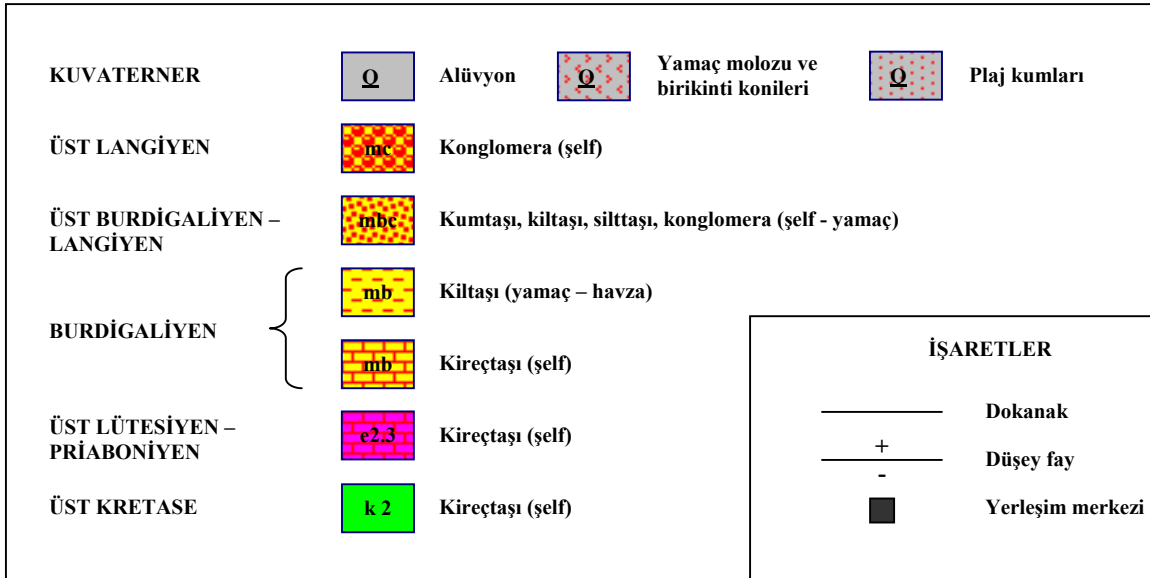 KUVATERNER Q Alüvyon Q Yamaç molozu ve birikinti konileri Q Plaj kumları
ÜST LANGİYEN mc Konglomera (şelf)
ÜST BURDİGALİYEN –
LANGİYEN mbc Kumtaşı, kiltaşı, silttaşı, konglomera (şelf - yamaç)
BURDİGALİYEN
mb Kiltaşı (yamaç – havza)
mb Kireçtaşı (şelf)
ÜST LÜTESİYEN –
PRİABONİYEN e2.3 Kireçtaşı (şelf)
ÜST KRETASE k 2 Kireçtaşı (şelf)
İŞARETLER
Dokanak
+
- Düşey fay
Yerleşim merkezi